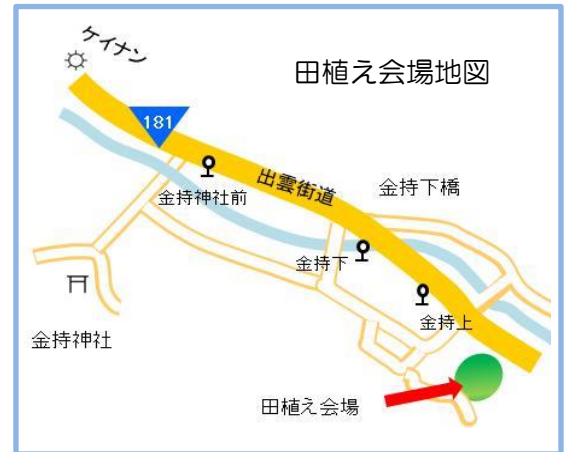 ケイナン
田植え会場地図
181
出雲街道
金持神社前
金持下橋
金持下
金持上
金持神社
田植え会場